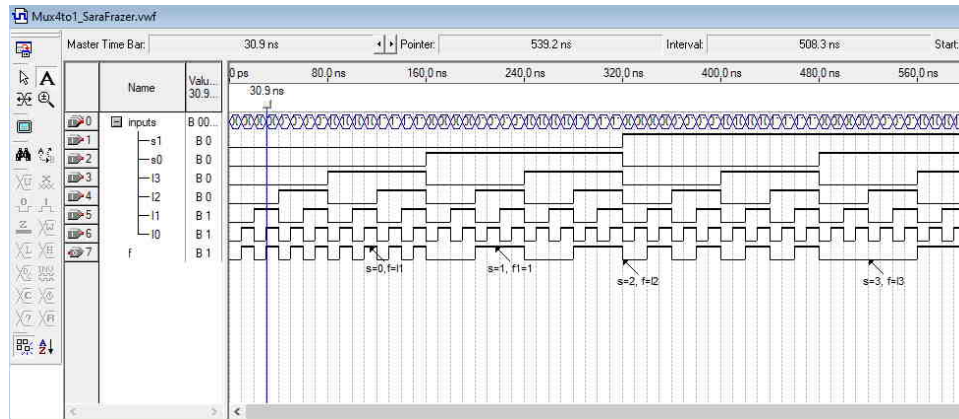 Mux4to1_SaraFrazer.vwf
Master Time Bar: 30.9 ns Pointer: 539.2 ns Interval: 508.3 ns Start:
Name Valu... 30.9... 0 ps 80.0 ns 160.0 ns 240.0 ns 320.0 ns 400.0 ns 480.0 ns 560.0 ns
30.9 ns
0 inputs B 00...
1 s1 B 0
2 s0 B 0
3 I3 B 0
4 I2 B 0
5 I1 B 1
6 I0 B 1
7 f B 1
s=0,f=I1 s=1, f1=1
s=2, f=I2 s=3, f=I3